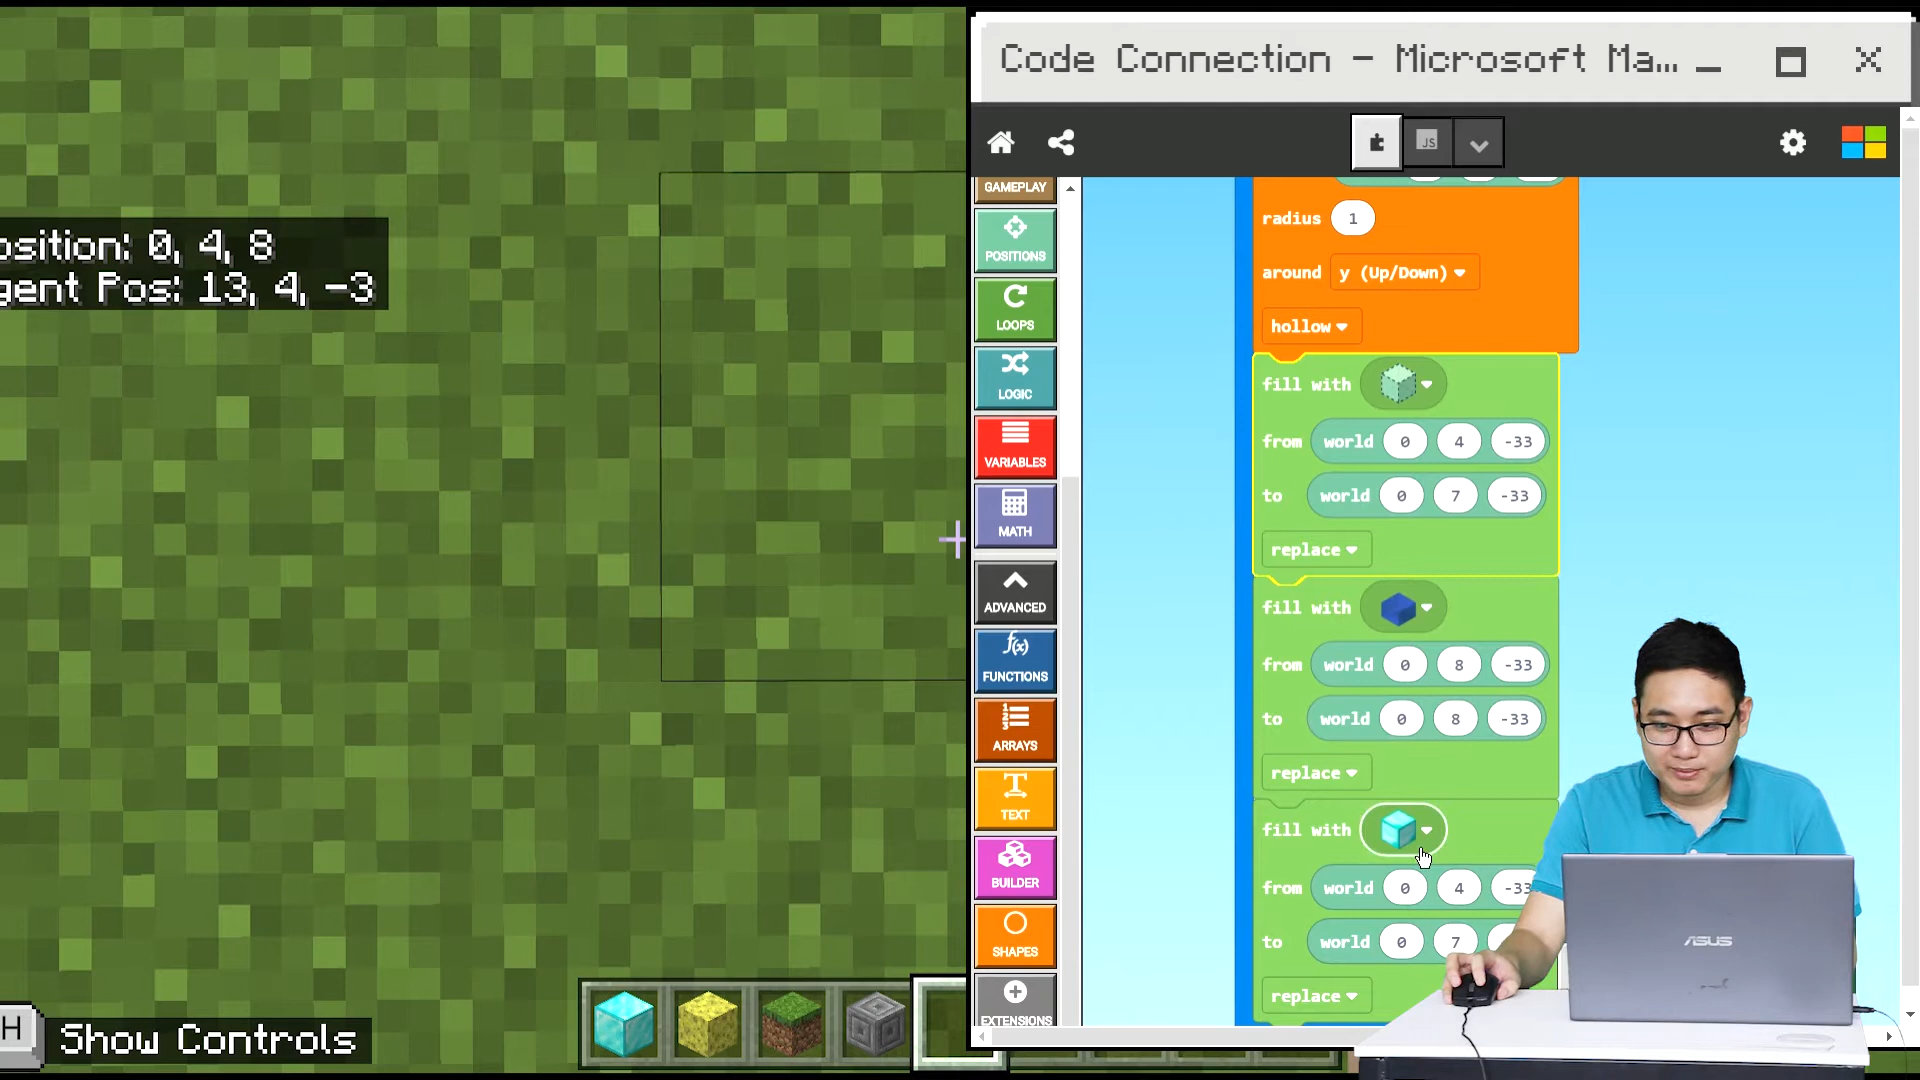 Code Connection - Microsoft Ma...
JS
osition: 0, 4, 8
gent Pos: 13, 4, -3
GAMEPLAY
POSITIONS
LOOPS
LOGIC
VARIABLES
MATH
ADVANCED
FUNCTIONS
ARRAYS
TEXT
BUILDER
SHAPES
EXTENSIONS
radius 1
around y (Up/Down)
hollow
fill with
from world 0 4 -33
to world 0 7 -33
replace
fill with
from world 0 8 -33
to world 0 8 -33
replace
fill with
from world 0 4 -33
to world 0 7
replace
H Show Controls
ASUS